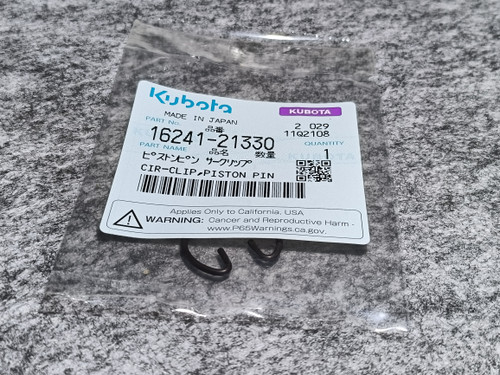 Kubota
KUBOTA
MADE IN JAPAN
PART No. 品番
2 029
11Q2108
16241-21330
PART NAME 品名 数量 QUANTITY
1
ピストンピン サークリップ
CIR-CLIP,PISTON PIN
Applies Only to California, USA
WARNING: Cancer and Reproductive Harm -
www.P65Warnings.ca.gov.